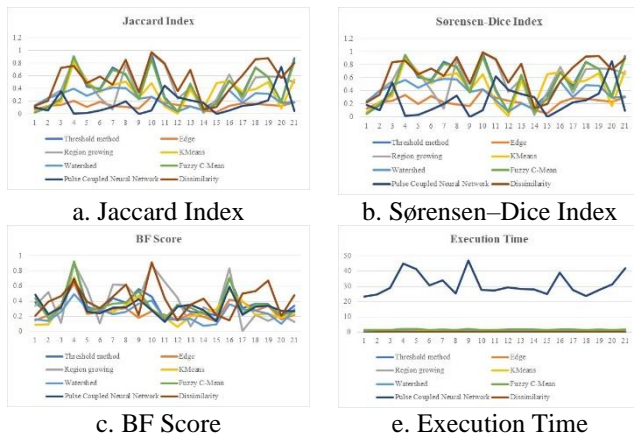 Jaccard Index
1.2
1
0.8
0.6
0.4
0.2
0
1 2 3 4 5 6 7 8 9 10 11 12 13 14 15 16 17 18 19 20 21
Threshold method Edge
Region growing KMeans
Watershed Fuzzy C-Mean
Pulse Coupled Neural Network Dissimilarity
a. Jaccard Index
Sørensen-Dice Index
1.2
1
0.8
0.6
0.4
0.2
0
1 2 3 4 5 6 7 8 9 10 11 12 13 14 15 16 17 18 19 20 21
Threshold method Edge
Region growing KMeans
Watershed Fuzzy C-Mean
Pulse Coupled Neural Network Dissimilarity
b. Sørensen–Dice Index
BF Score
1
0.8
0.6
0.4
0.2
0
1 2 3 4 5 6 7 8 9 10 11 12 13 14 15 16 17 18 19 20 21
Threshold method Edge
Region growing KMeans
Watershed Fuzzy C-Mean
Pulse Coupled Neural Network Dissimilarity
c. BF Score
Execution Time
50
40
30
20
10
0
1 2 3 4 5 6 7 8 9 10 11 12 13 14 15 16 17 18 19 20 21
Threshold method Edge
Region growing KMeans
Watershed Fuzzy C-Mean
Pulse Coupled Neural Network Dissimilarity
e. Execution Time